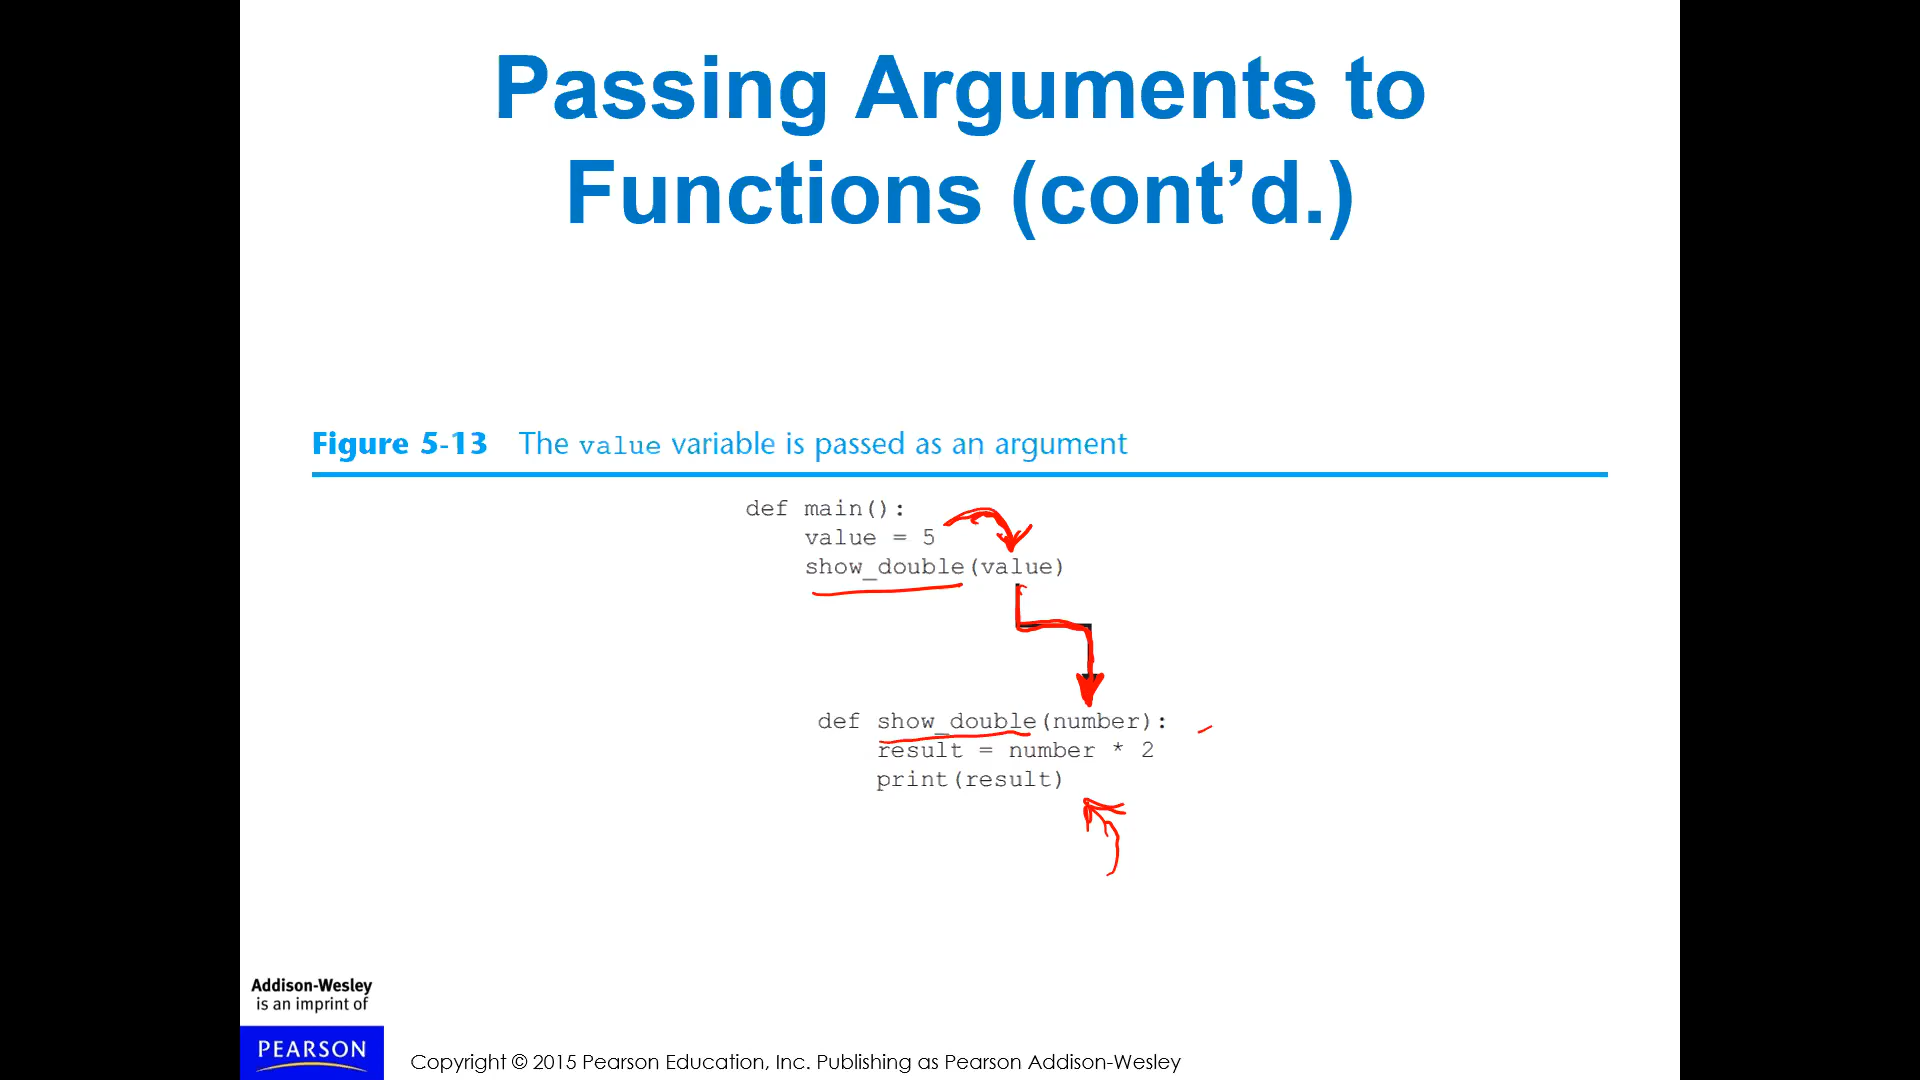 Passing Arguments to
Functions (cont’d.)
Figure 5-13 The value variable is passed as an argument
def main():
    value = 5
    show_double(value)
def show_double(number):
    result = number * 2
    print(result)
Addison-Wesley
is an imprint of
PEARSON
Copyright © 2015 Pearson Education, Inc. Publishing as Pearson Addison-Wesley